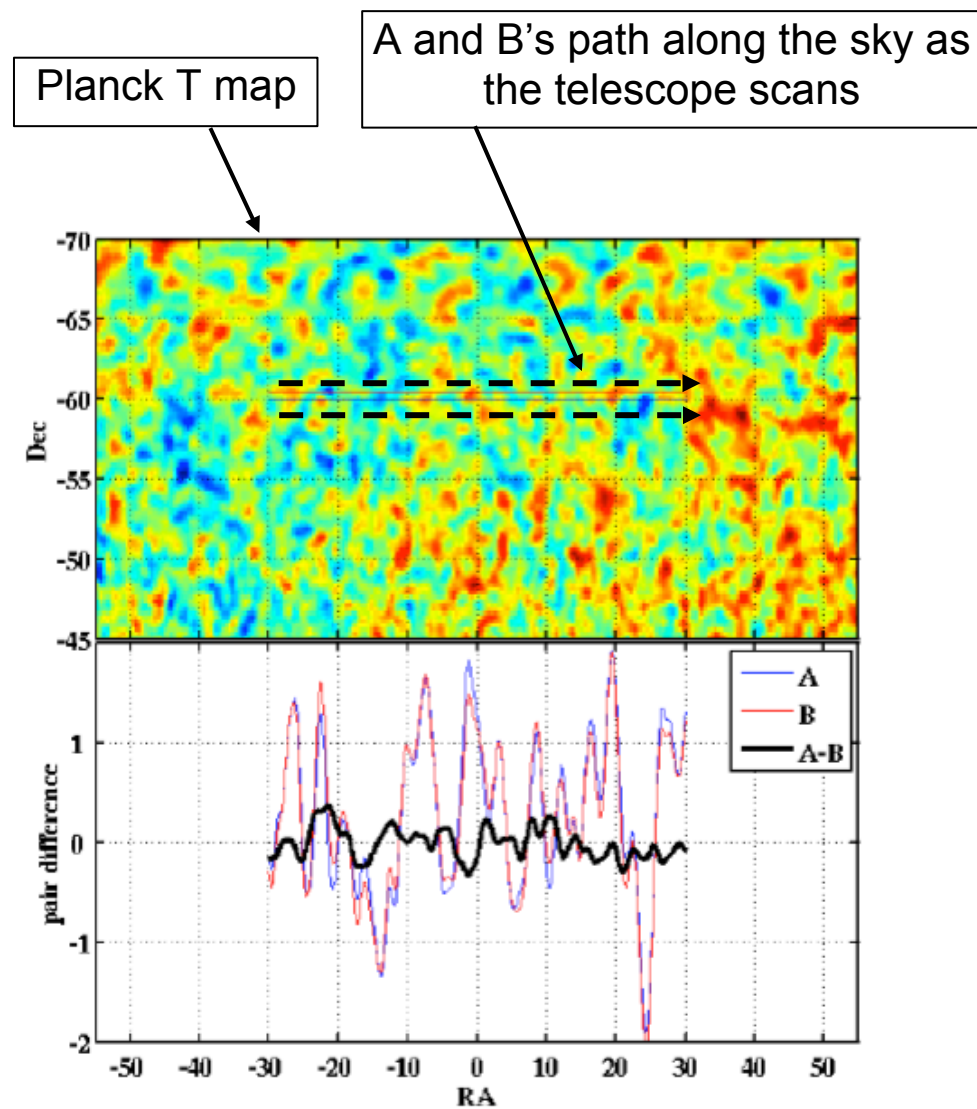 A and B's path along the sky as
the telescope scans
Planck T map
-70
-65
-60
-55
-50
-45
Dec
A
B
A-B
1
0
-1
-2
pair difference
-50 -40 -30 -20 -10 0 10 20 30 40 50
RA